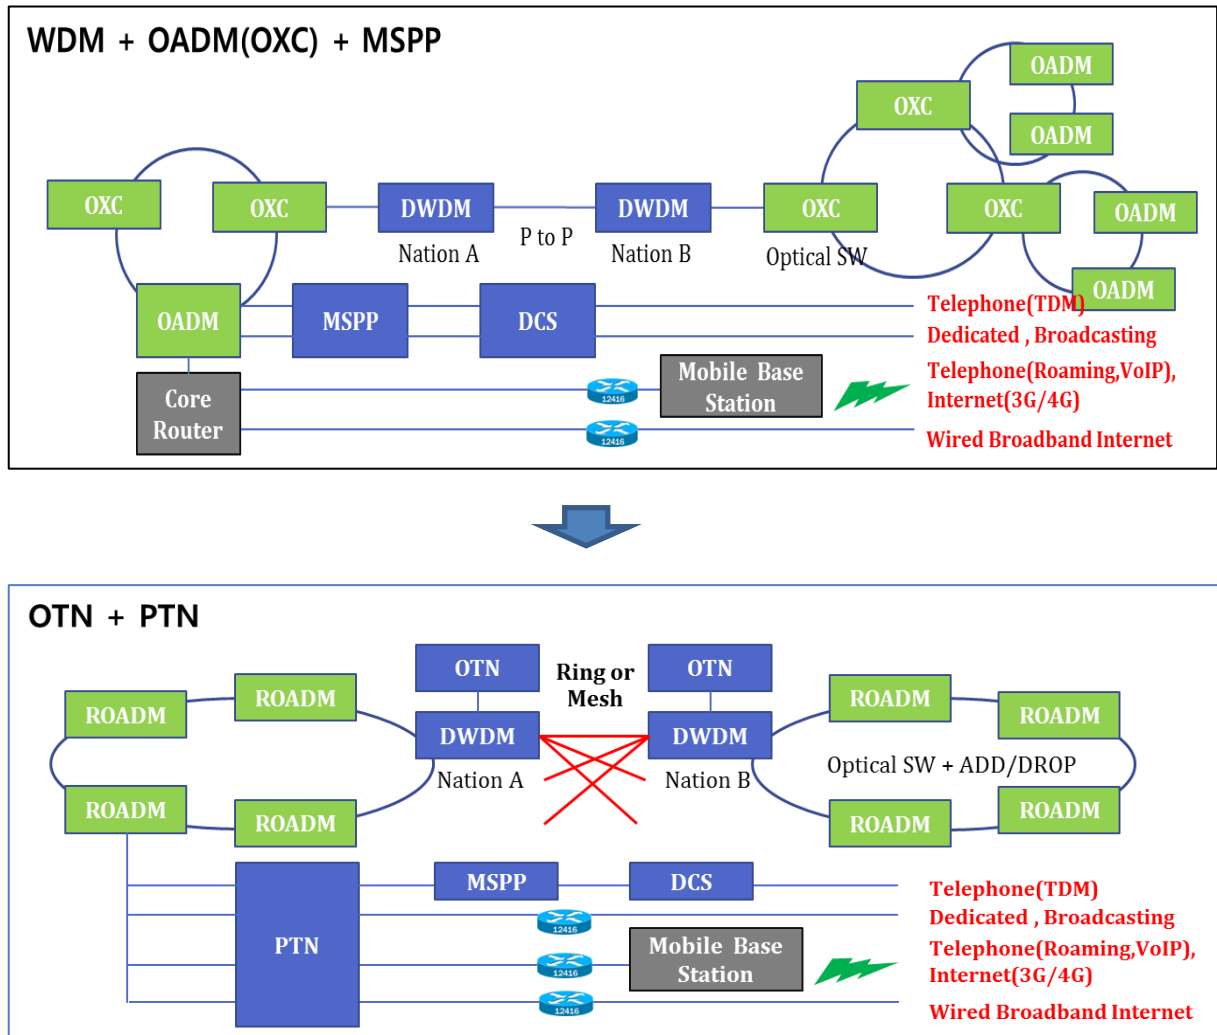 WDM + OADM(OXC) + MSPP
OADM
OXC
OADM
OXC
OXC
DWDM
DWDM
OXC
OXC
OADM
P to P
Nation A
Nation B
Optical SW
OADM
OADM
MSPP
DCS
Telephone(TDM)
Dedicated , Broadcasting
Core
Router
12416
Mobile Base
Station
Telephone(Roaming,VoIP),
Internet(3G/4G)
12416
Wired Broadband Internet
OTN + PTN
OTN
Ring or
Mesh
OTN
ROADM
ROADM
DWDM
DWDM
ROADM
ROADM
Nation A
Nation B
Optical SW + ADD/DROP
ROADM
ROADM
ROADM
ROADM
PTN
MSPP
DCS
Telephone(TDM)
12416
Dedicated , Broadcasting
12416
Mobile Base
Station
Telephone(Roaming,VoIP),
Internet(3G/4G)
12416
Wired Broadband Internet